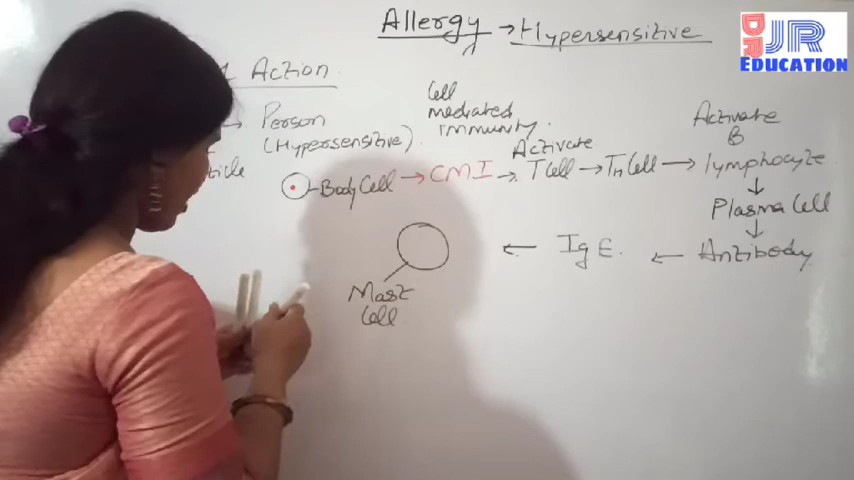 Allergy → Hypersensitive
DR JR
EDUCATION
Action
→ Person
(Hypersensitive)
Cell
mediated
immunity.
Body Cell → CMI → Activate T Cell → TH Cell → Activate B lymphocyte
↓
Plasma Cell
↓
← IgE. ← Antibody
Mast
Cell